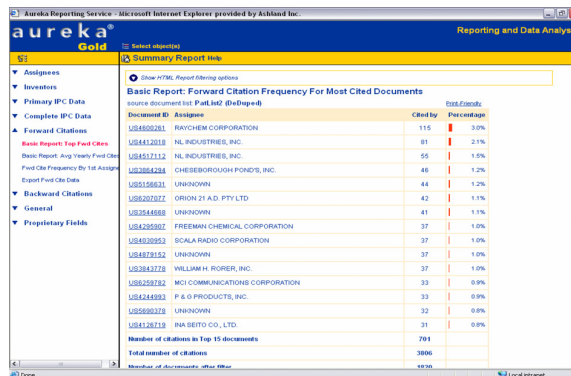 Aureka Reporting Service - Microsoft Internet Explorer provided by Ashland Inc.
aureka®
Gold
Reporting and Data Analys
Select object(s)
Summary Report Help
Assignees
Inventors
Primary IPC Data
Complete IPC Data
Forward Citations
Basic Report: Top Fwd Cites
Basic Report: Avg Yearly Fwd Cites
Fwd Cite Frequency By 1st Assigne
Export Fwd Cite Data
Backward Citations
General
Proprietary Fields
Show HTML Report filtering options
Basic Report: Forward Citation Frequency For Most Cited Documents
source document list: PatList2 (DeDuped) Print-Friendly
Document ID Assignee Cited by Percentage
US4600261 RAYCHEM CORPORATION 115 3.0%
US4412018 NL INDUSTRIES, INC. 81 2.1%
US4517112 NL INDUSTRIES, INC. 55 1.5%
US3864294 CHESEBOROUGH POND'S, INC. 46 1.2%
US5156631 UNKNOWN 44 1.2%
US6207077 ORION 21 A.D. PTY LTD 42 1.1%
US3544668 UNKNOWN 41 1.1%
US4295907 FREEMAN CHEMICAL CORPORATION 37 1.0%
US4030953 SCALA RADIO CORPORATION 37 1.0%
US4879152 UNKNOWN 37 1.0%
US3843778 WILLIAM H. RORER, INC. 37 1.0%
US6259782 MCI COMMUNICATIONS CORPORATION 33 0.9%
US4244993 P & G PRODUCTS, INC. 33 0.9%
US5890378 UNKNOWN 32 0.8%
US4126719 INA SEITO CO., LTD. 31 0.8%
Number of citations in Top 15 documents 701
Total number of citations 3806
Number of documents after filter 1820
Done Local intranet